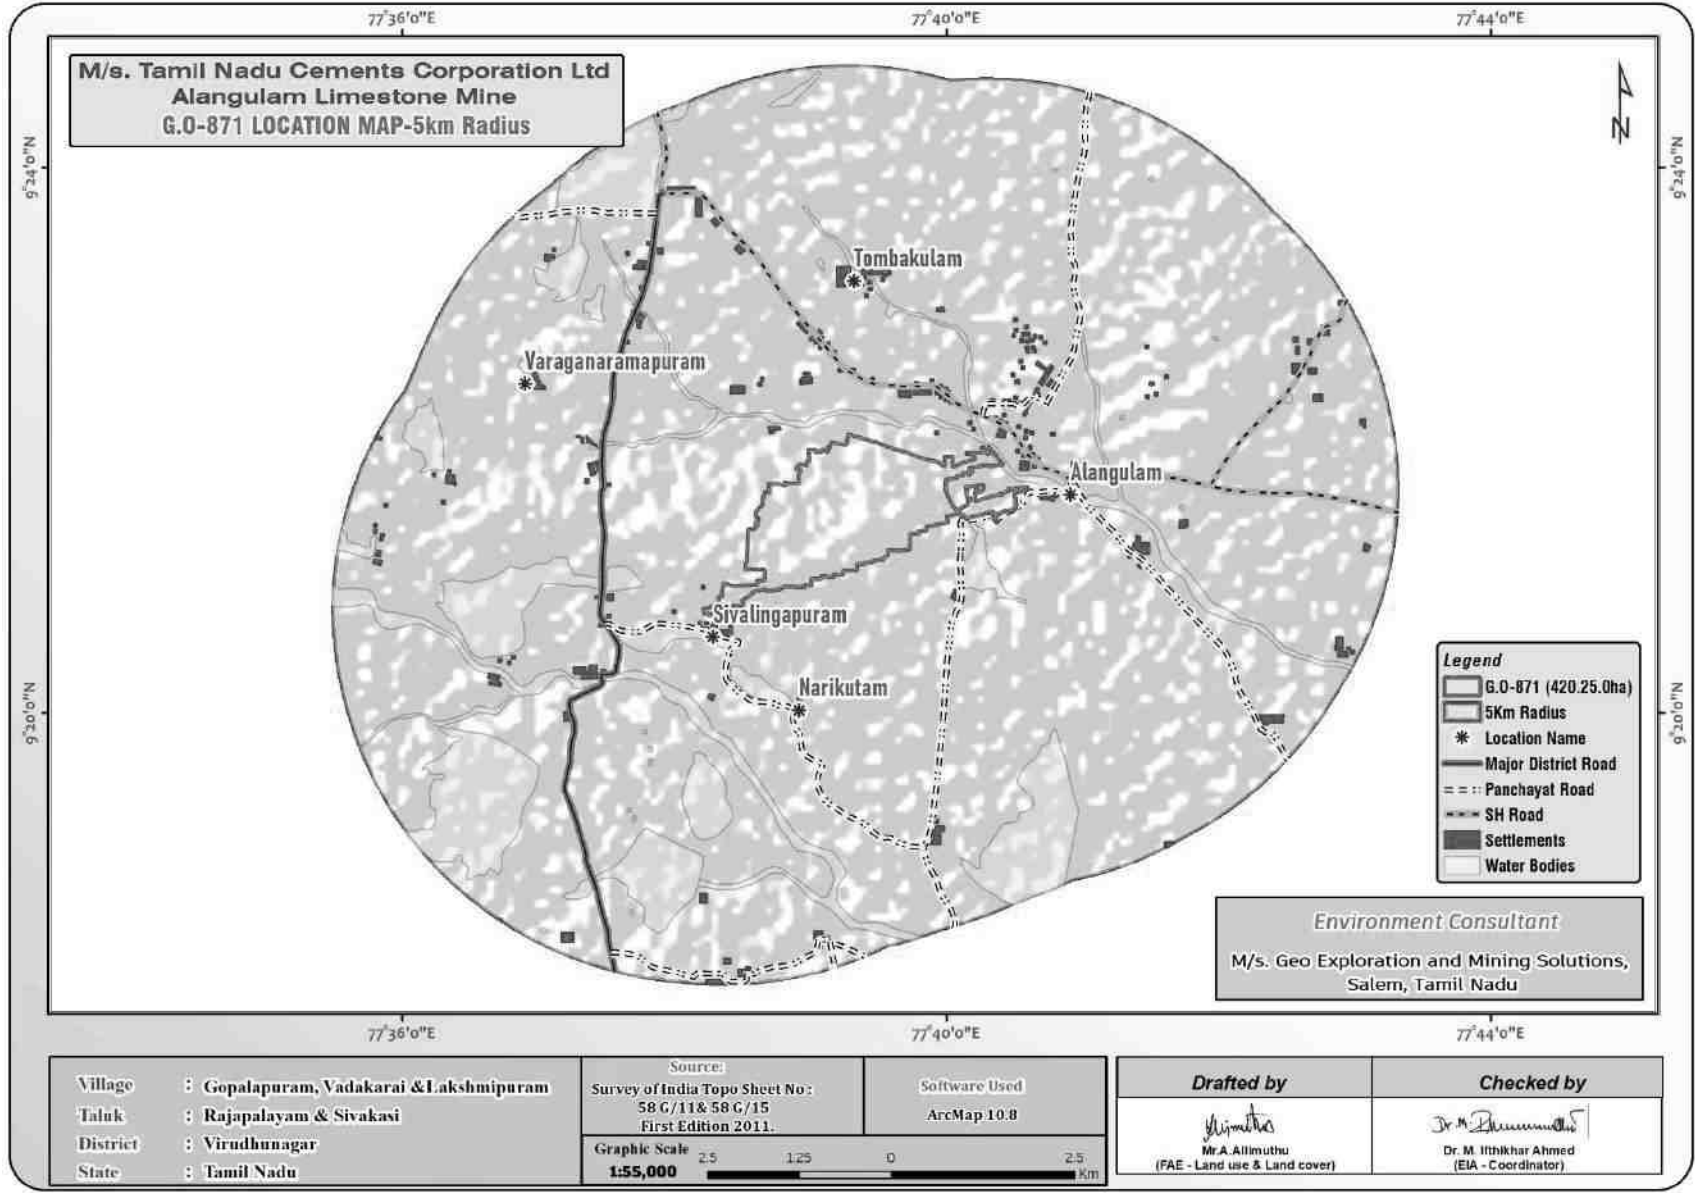 77°36'0"E
77°40'0"E
77°44'0"E
M/s. Tamil Nadu Cements Corporation Ltd
Alangulam Limestone Mine
G.O-871 LOCATION MAP-5km Radius
N
9°24'0"N
9°24'0"N
Tombakulam
Varaganaramapuram
Alangulam
Sivalingapuram
Narikutam
9°20'0"N
9°20'0"N
Legend
G.O-871 (420.25.0ha)
5Km Radius
Location Name
Major District Road
Panchayat Road
SH Road
Settlements
Water Bodies
Environment Consultant
M/s. Geo Exploration and Mining Solutions,
Salem, Tamil Nadu
77°36'0"E
77°40'0"E
77°44'0"E
Village : Gopalapuram, Vadakarai &Lakshmipuram
Taluk : Rajapalayam & Sivakasi
District : Virudhunagar
State : Tamil Nadu
Source:
Survey of India Topo Sheet No :
58 G/11& 58 G/15
First Edition 2011.
Graphic Scale
1:55,000
2.5 1.25 0 2.5
Km
Software Used
ArcMap 10.8
Drafted by
Mr.A.Allimuthu
(FAE - Land use & Land cover)
Checked by
Dr. M. Ifthikhar Ahmed
(EIA - Coordinator)